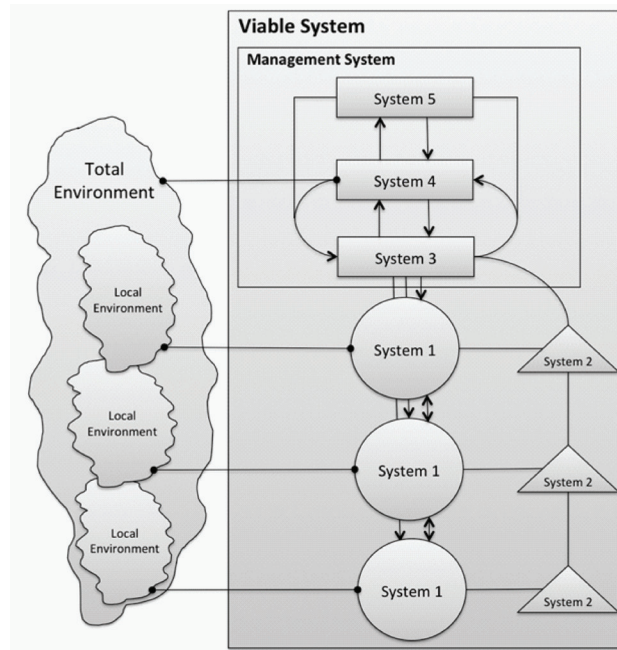 Viable System
Management System
System 5
Total
Environment
System 4
System 3
Local
Environment
System 1
System 2
Local
Environment
System 1
System 2
Local
Environment
System 1
System 2